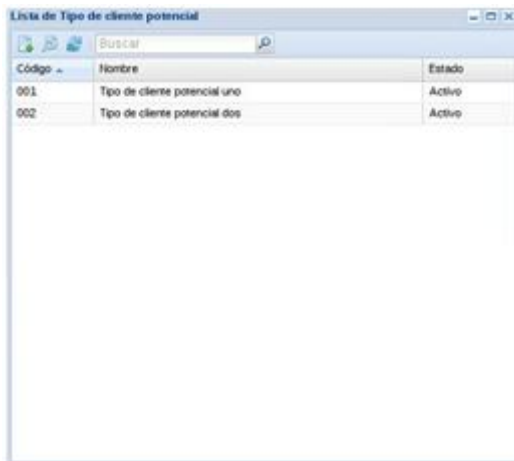 Lista de Tipo de cliente potencial
Buscar
Código Nombre Estado
001 Tipo de cliente potencial uno Activo
002 Tipo de cliente potencial dos Activo